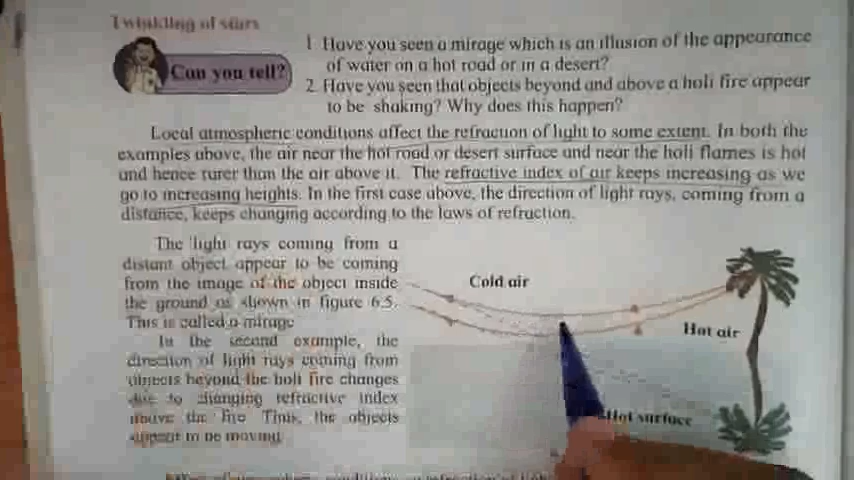 Twinkling of stars
Can you tell?
1 Have you seen a mirage which is an illusion of the appearance
of water on a hot road or in a desert?
2. Have you seen that objects beyond and above a holi fire appear
to be shaking? Why does this happen?
Local atmospheric conditions affect the refraction of light to some extent. In both the
examples above, the air near the hot road or desert surface and near the holi flames is hot
and hence rarer than the air above it. The refractive index of air keeps increasing as we
go to increasing heights. In the first case above, the direction of light rays, coming from a
distance, keeps changing according to the laws of refraction.
The light rays coming from a
distant object appear to be coming
from the image of the object inside
the ground as shown in figure 6.5.
This is called a mirage
In the second example, the
direction of light rays coming from
objects beyond the holi fire changes
due to changing refractive index
above the fire Thus, the objects
appear to be moving
Cold air
Hot air
Hot surface